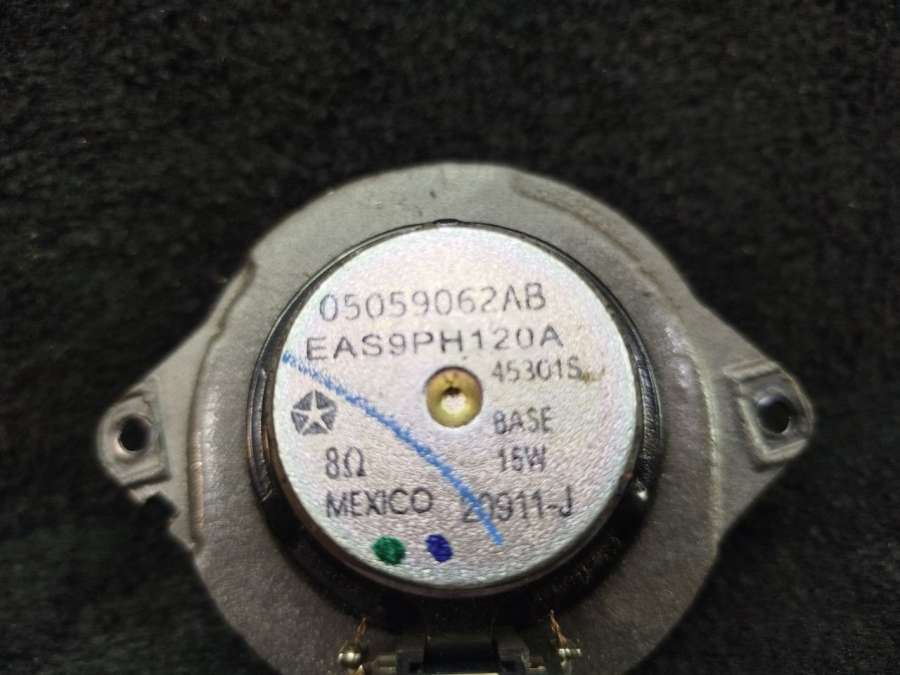 05059062AB
EAS9PH120A
45301S
BASE
8Ω 15W
MEXICO 20911-J